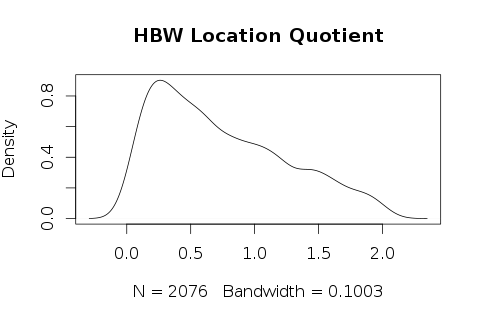 HBW Location Quotient
Density
0.8
0.4
0.0
0.0 0.5 1.0 1.5 2.0
N = 2076 Bandwidth = 0.1003